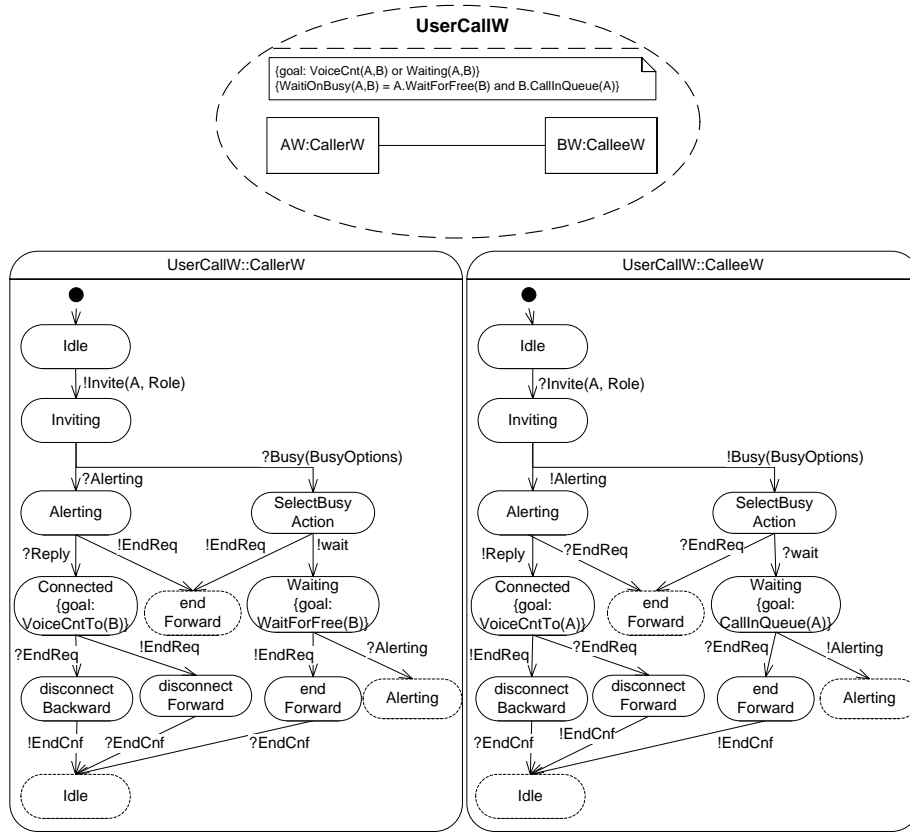 UserCallW
{goal: VoiceCnt(A,B) or Waiting(A,B)}
{WaitiOnBusy(A,B) = A.WaitForFree(B) and B.CallInQueue(A)}
AW:CallerW
BW:CalleeW
UserCallW::CallerW
Idle
!Invite(A, Role)
Inviting
?Busy(BusyOptions)
?Alerting
Alerting
SelectBusy
Action
?Reply
!EndReq
!EndReq
!wait
Connected
{goal:
VoiceCntTo(B)}
end
Forward
Waiting
{goal:
WaitForFree(B)}
?EndReq
!EndReq
!EndReq
?Alerting
disconnect
Backward
disconnect
Forward
end
Forward
Alerting
!EndCnf
?EndCnf
?EndCnf
Idle
UserCallW::CalleeW
Idle
?Invite(A, Role)
Inviting
!Busy(BusyOptions)
!Alerting
Alerting
SelectBusy
Action
!Reply
?EndReq
?EndReq
?wait
Connected
{goal:
VoiceCntTo(A)}
end
Forward
Waiting
{goal:
CallInQueue(A)}
!EndReq
?EndReq
?EndReq
!Alerting
disconnect
Backward
disconnect
Forward
end
Forward
Alerting
?EndCnf
!EndCnf
!EndCnf
Idle